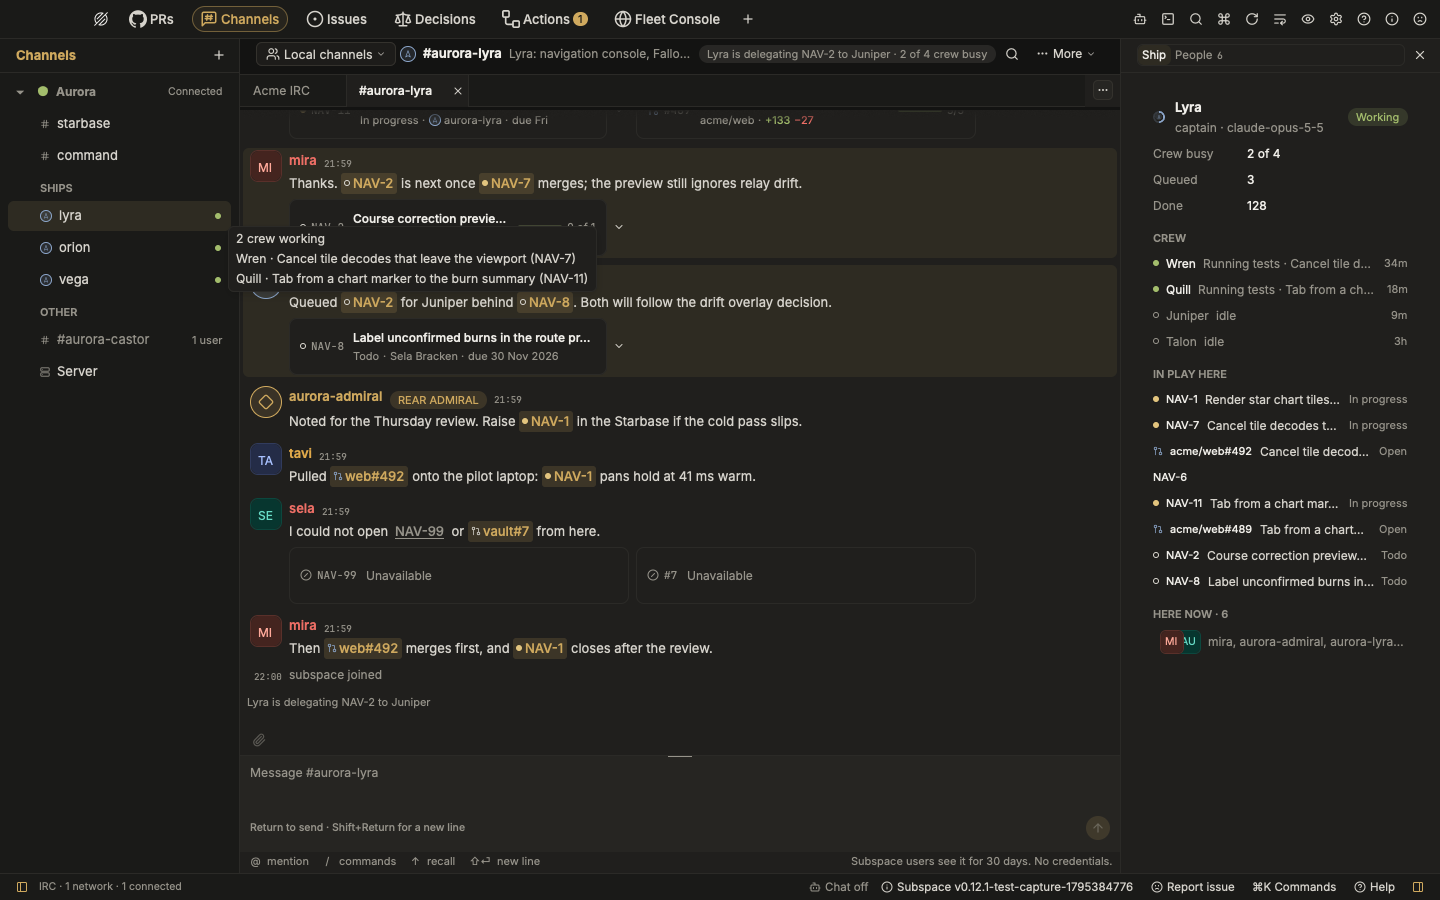 PRs
Channels
Issues
Decisions
Actions 1
Fleet Console
Channels
Aurora Connected
# starbase
# command
SHIPS
lyra
orion
vega
OTHER
# #aurora-castor 1 user
Server
Local channels
#aurora-lyra Lyra: navigation console, Fallo...
Lyra is delegating NAV-2 to Juniper · 2 of 4 crew busy
More
Acme IRC
#aurora-lyra
In progress · aurora-lyra · due Fri
acme/web · +133 −27
MI
mira 21:59
Thanks. NAV-2 is next once NAV-7 merges; the preview still ignores relay drift.
Course correction previe...
2 crew working
Wren · Cancel tile decodes that leave the viewport (NAV-7)
Quill · Tab from a chart marker to the burn summary (NAV-11)
Queued NAV-2 for Juniper behind NAV-8. Both will follow the drift overlay decision.
NAV-8 Label unconfirmed burns in the route pr...
Todo · Sela Bracken · due 30 Nov 2026
aurora-admiral REAR ADMIRAL 21:59
Noted for the Thursday review. Raise NAV-1 in the Starbase if the cold pass slips.
TA
tavi 21:59
Pulled web#492 onto the pilot laptop: NAV-1 pans hold at 41 ms warm.
SE
sela 21:59
I could not open NAV-99 or vault#7 from here.
NAV-99 Unavailable
#7 Unavailable
MI
mira 21:59
Then web#492 merges first, and NAV-1 closes after the review.
22:00 subspace joined
Lyra is delegating NAV-2 to Juniper
Message #aurora-lyra
Return to send · Shift+Return for a new line
@ mention / commands ↑ recall ⇧⏎ new line
Subspace users see it for 30 days. No credentials.
Ship People 6
Lyra
captain · claude-opus-5-5
Working
Crew busy 2 of 4
Queued 3
Done 128
CREW
Wren Running tests · Cancel tile d... 34m
Quill Running tests · Tab from a ch... 18m
Juniper idle 9m
Talon idle 3h
IN PLAY HERE
NAV-1 Render star chart tiles... In progress
NAV-7 Cancel tile decodes t... In progress
acme/web#492 Cancel tile decod... Open
NAV-6
NAV-11 Tab from a chart mar... In progress
acme/web#489 Tab from a chart... Open
NAV-2 Course correction preview... Todo
NAV-8 Label unconfirmed burns in... Todo
HERE NOW · 6
MI AU mira, aurora-admiral, aurora-lyra...
IRC · 1 network · 1 connected
Chat off
Subspace v0.12.1-test-capture-1795384776
Report issue
⌘K Commands
Help